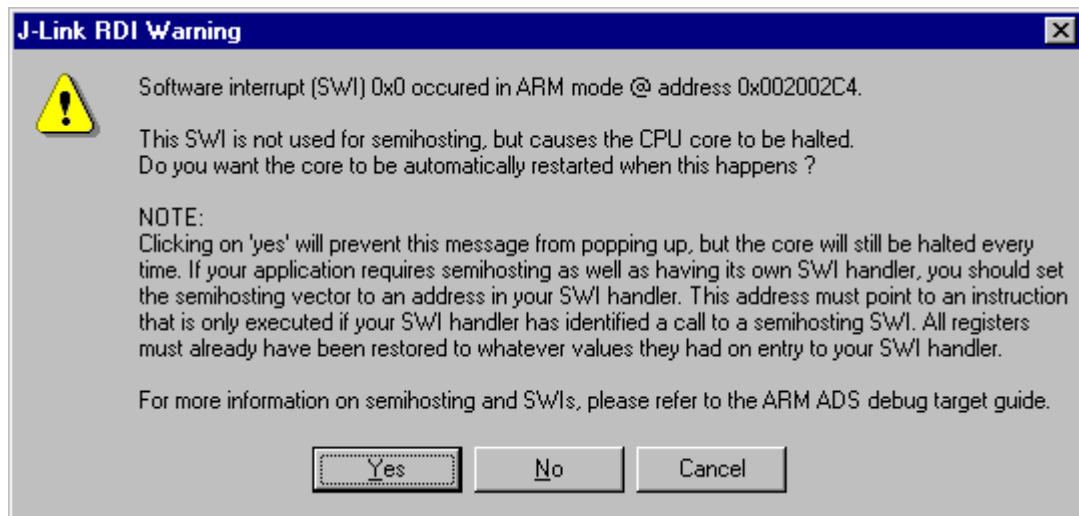 J-Link RDI Warning
Software interrupt (SWI) 0x0 occured in ARM mode @ address 0x002002C4.
This SWI is not used for semihosting, but causes the CPU core to be halted.
Do you want the core to be automatically restarted when this happens ?
NOTE:
Clicking on 'yes' will prevent this message from popping up, but the core will still be halted every
time. If your application requires semihosting as well as having its own SWI handler, you should set
the semihosting vector to an address in your SWI handler. This address must point to an instruction
that is only executed if your SWI handler has identified a call to a semihosting SWI. All registers
must already have been restored to whatever values they had on entry to your SWI handler.
For more information on semihosting and SWIs, please refer to the ARM ADS debug target guide.
Yes No Cancel